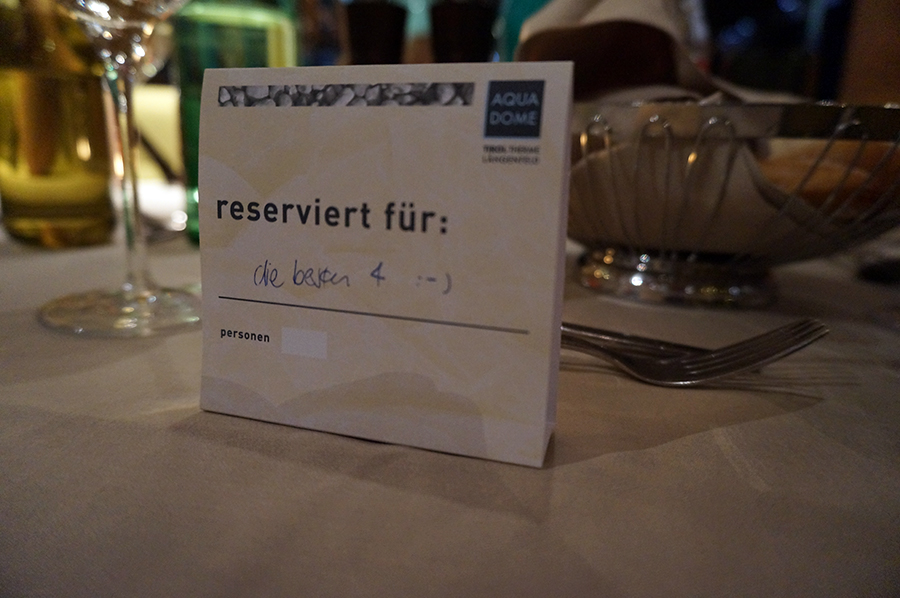 AQUA
DOME
TIROL THERME
LÄNGENFELD
reserviert für:
die besten 4 :-)
personen